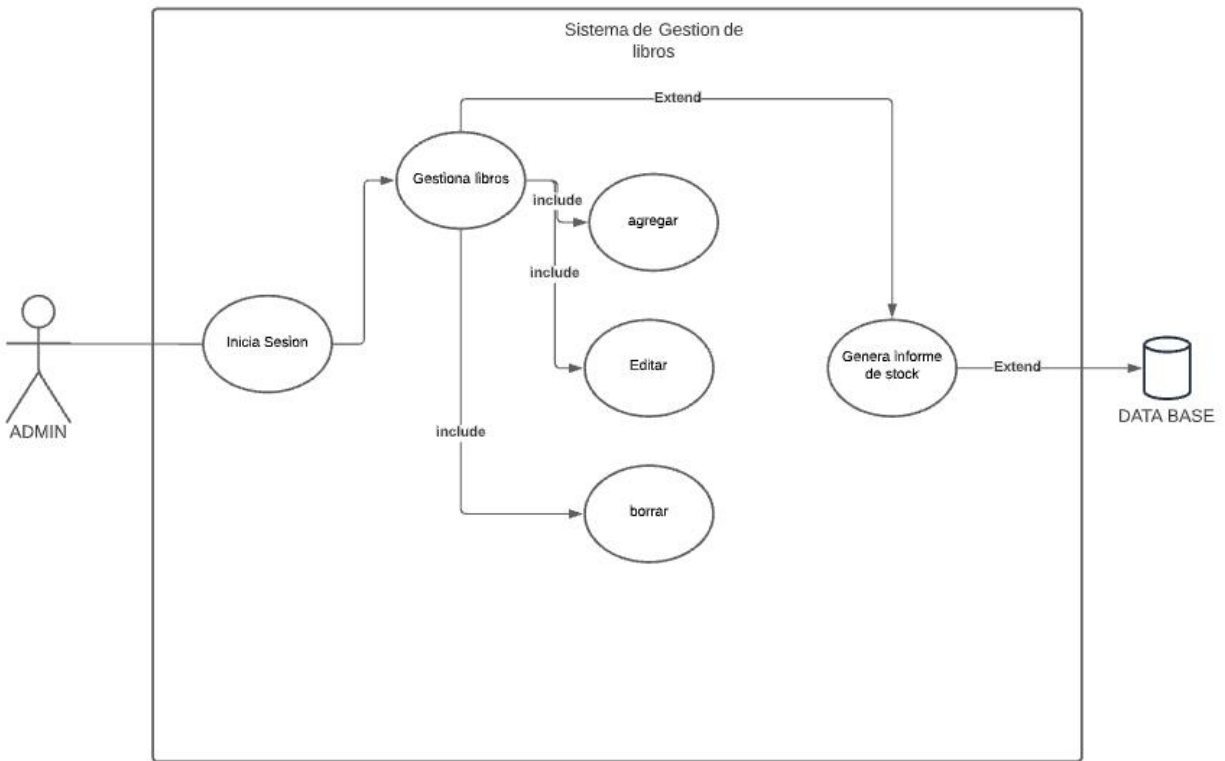 Sistema de Gestion de
libros
Extend
Gestiona libros
include
agregar
include
Inicia Sesion
Genera informe
de stock
Extend
Editar
DATA BASE
ADMIN
include
borrar